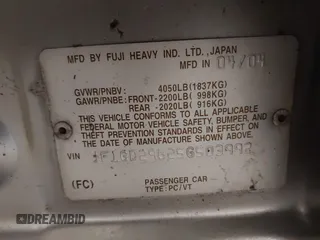 MFD BY FUJI HEAVY IND. LTD.,JAPAN
MFD IN 04/04
GVWR/PNBV: 4050LB(1837KG)
GAWR/PNBE:FRONT-2200LB( 998KG)
REAR -2020LB( 916KG)
THIS VEHICLE CONFORMS TO ALL APPLICABLE
FEDERAL MOTOR VEHICLE SAFETY, BUMPER, AND
THEFT PREVENTION STANDARDS IN EFFECT ON
THE DATE OF MANUFACTURE SHOWN ABOVE.
VIN
(FC)
PASSENGER CAR
TYPE:PC/VT
DREAMBID